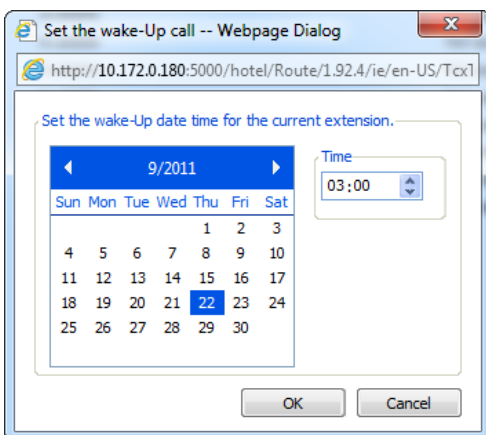 Set the wake-Up call -- Webpage Dialog
http://10.172.0.180:5000/hotel/Route/1.92.4/ie/en-US/Tcx1
Set the wake-Up date time for the current extension.
9/2011
Time
03:00
Sun Mon Tue Wed Thu Fri Sat
1 2 3
4 5 6 7 8 9 10
11 12 13 14 15 16 17
18 19 20 21 22 23 24
25 26 27 28 29 30
OK Cancel